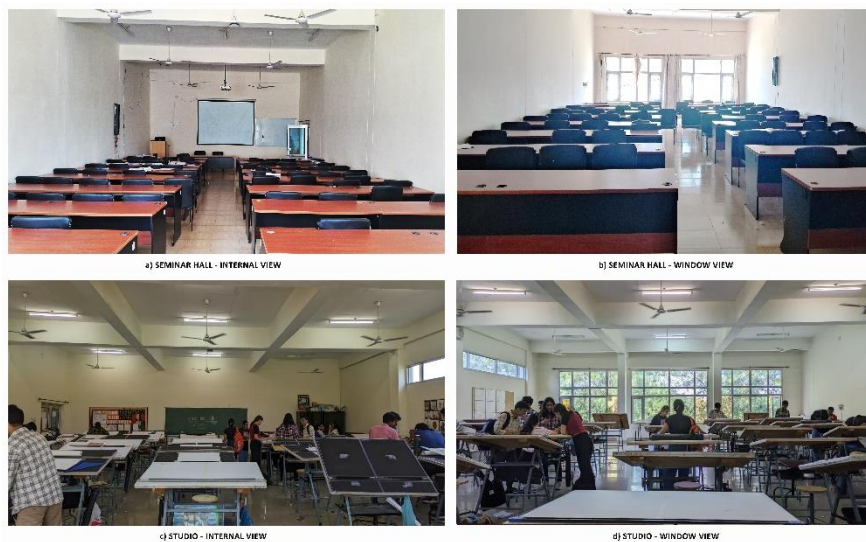 a) SEMINAR HALL - INTERNAL VIEW
b) SEMINAR HALL - WINDOW VIEW
c) STUDIO - INTERNAL VIEW
d) STUDIO - WINDOW VIEW